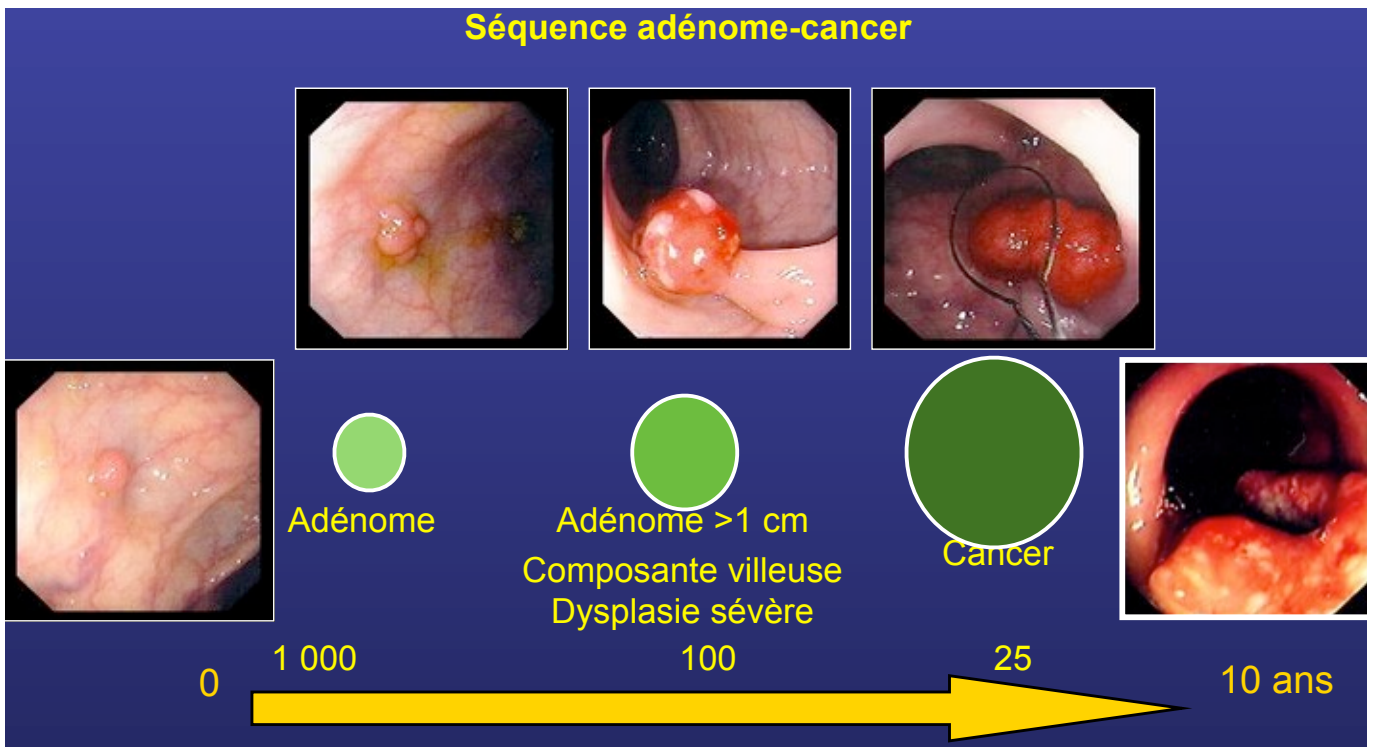 Séquence adénome-cancer
Adénome
Adénome >1 cm
Composante villeuse
Dysplasie sévère
Cancer
1 000
100
25
0
10 ans